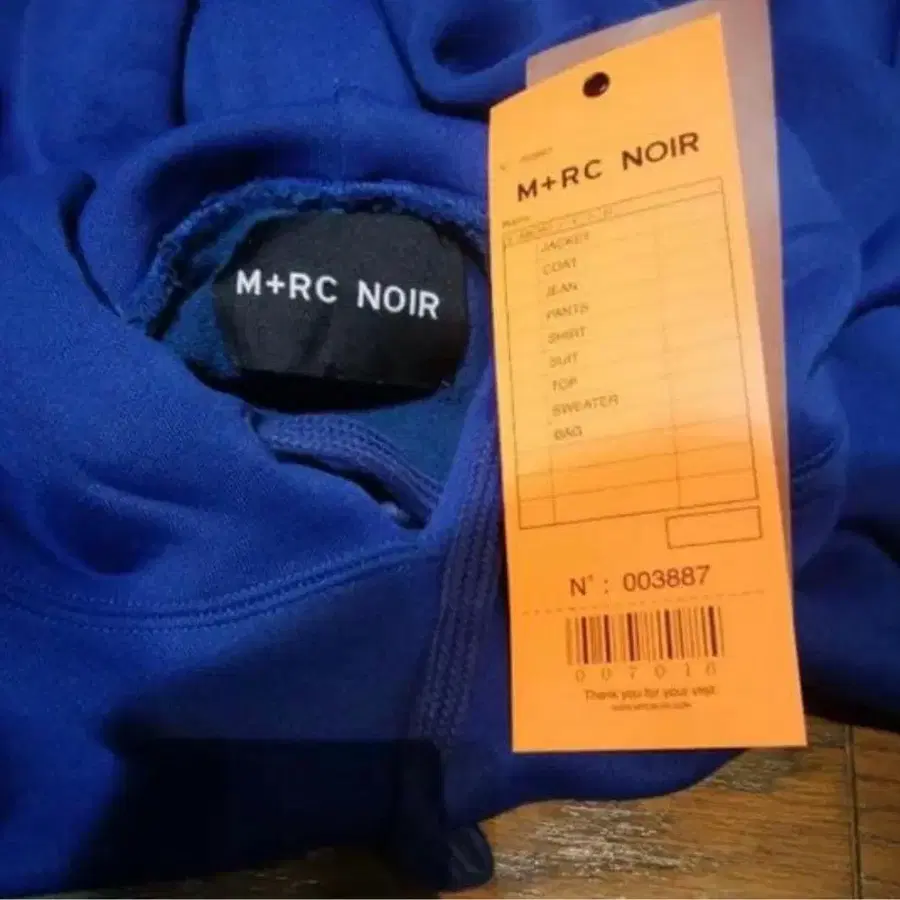 M+RC NOIR
M+RC NOIR
JACKET
COAT
JEAN
PANTS
SHIRT
SUIT
TOP
SWEATER
BAG
N° : 003887
007016
Thank you for your visit